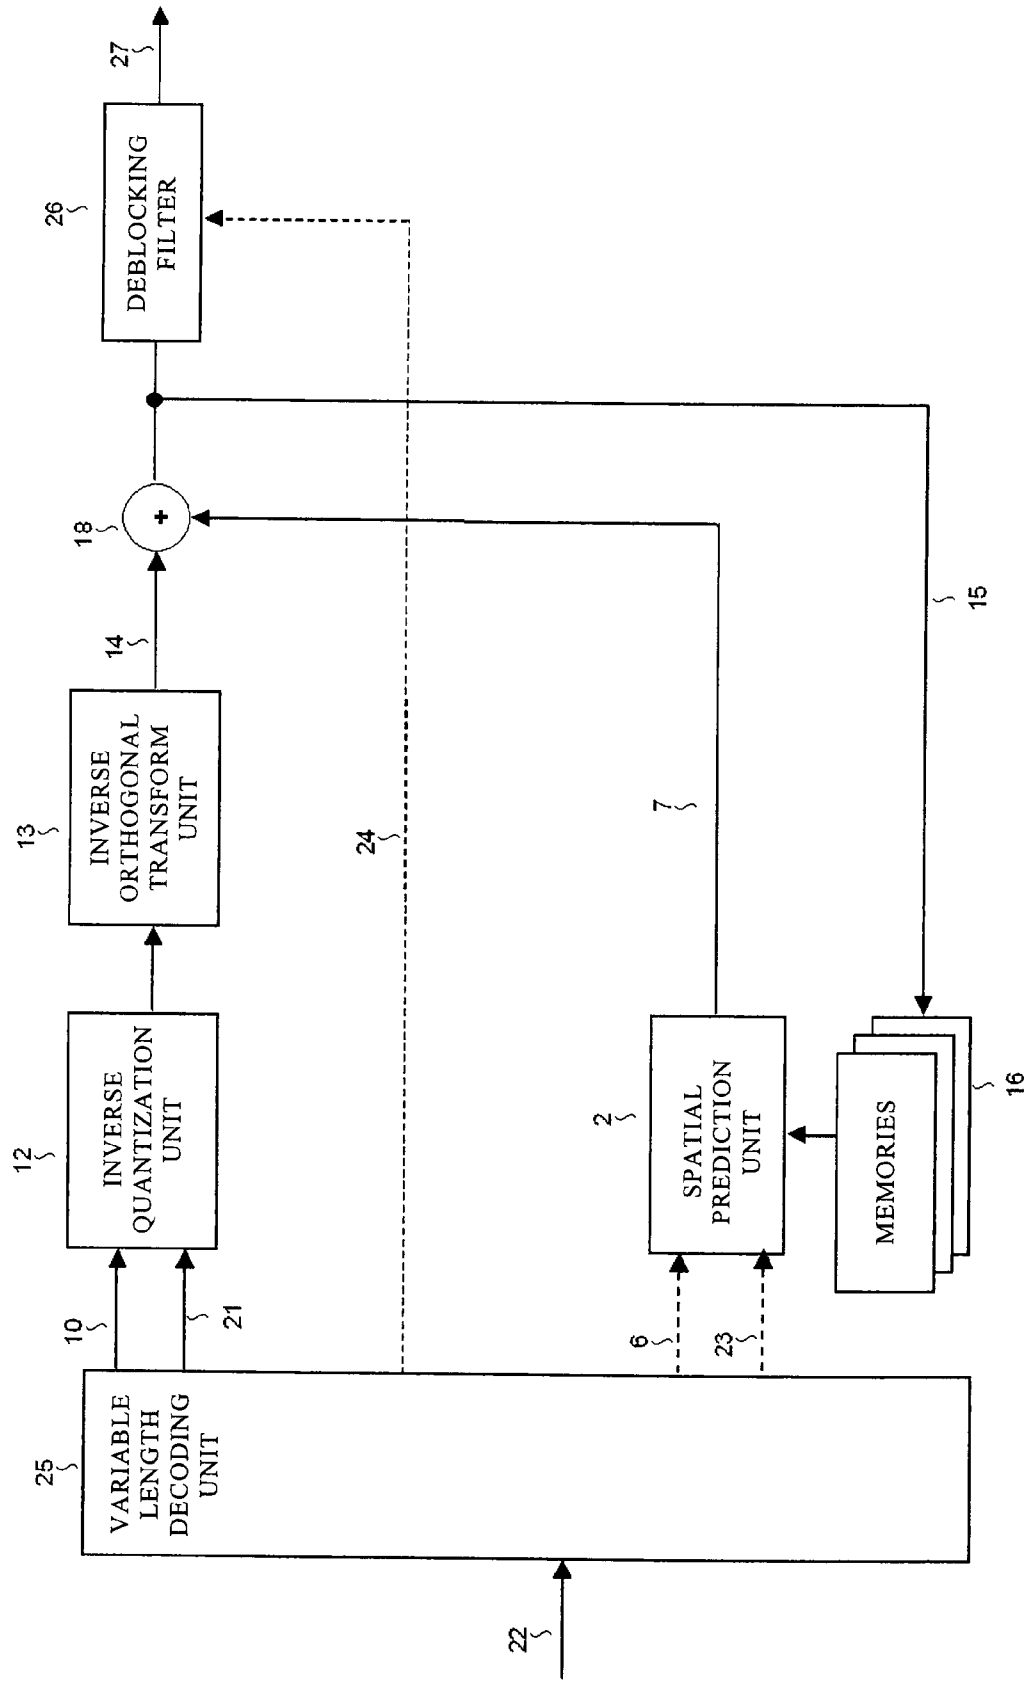 22
25
VARIABLE
LENGTH
DECODING
UNIT
10
21
6
23
12
INVERSE
QUANTIZATION
UNIT
13
INVERSE
ORTHOGONAL
TRANSFORM
UNIT
14
18
+
26
DEBLOCKING
FILTER
27
24
2
SPATIAL
PREDICTION
UNIT
7
MEMORIES
16
15